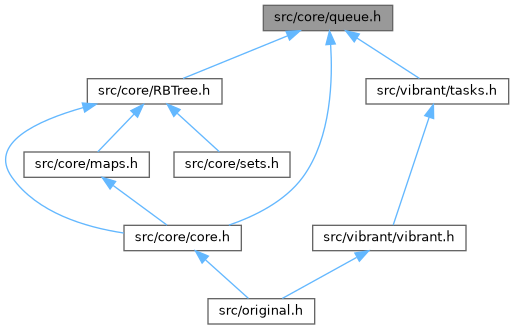 src/core/queue.h
src/core/RBTree.h
src/vibrant/tasks.h
src/core/maps.h
src/core/sets.h
src/core/core.h
src/vibrant/vibrant.h
src/original.h